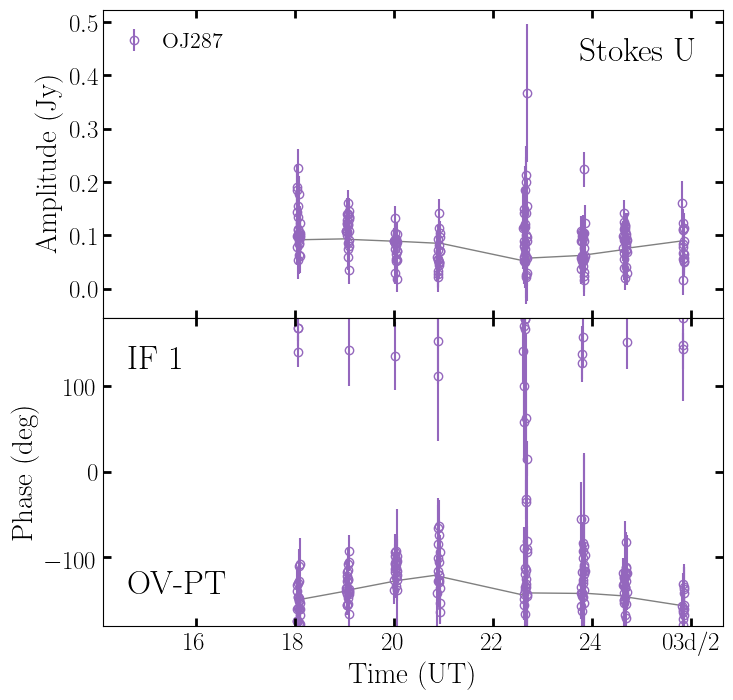 OJ287
Stokes U
0.5
0.4
0.3
0.2
0.1
0.0
Amplitude (Jy)
IF 1
100
0
−100
Phase (deg)
OV-PT
16 18 20 22 24 03d/2
Time (UT)